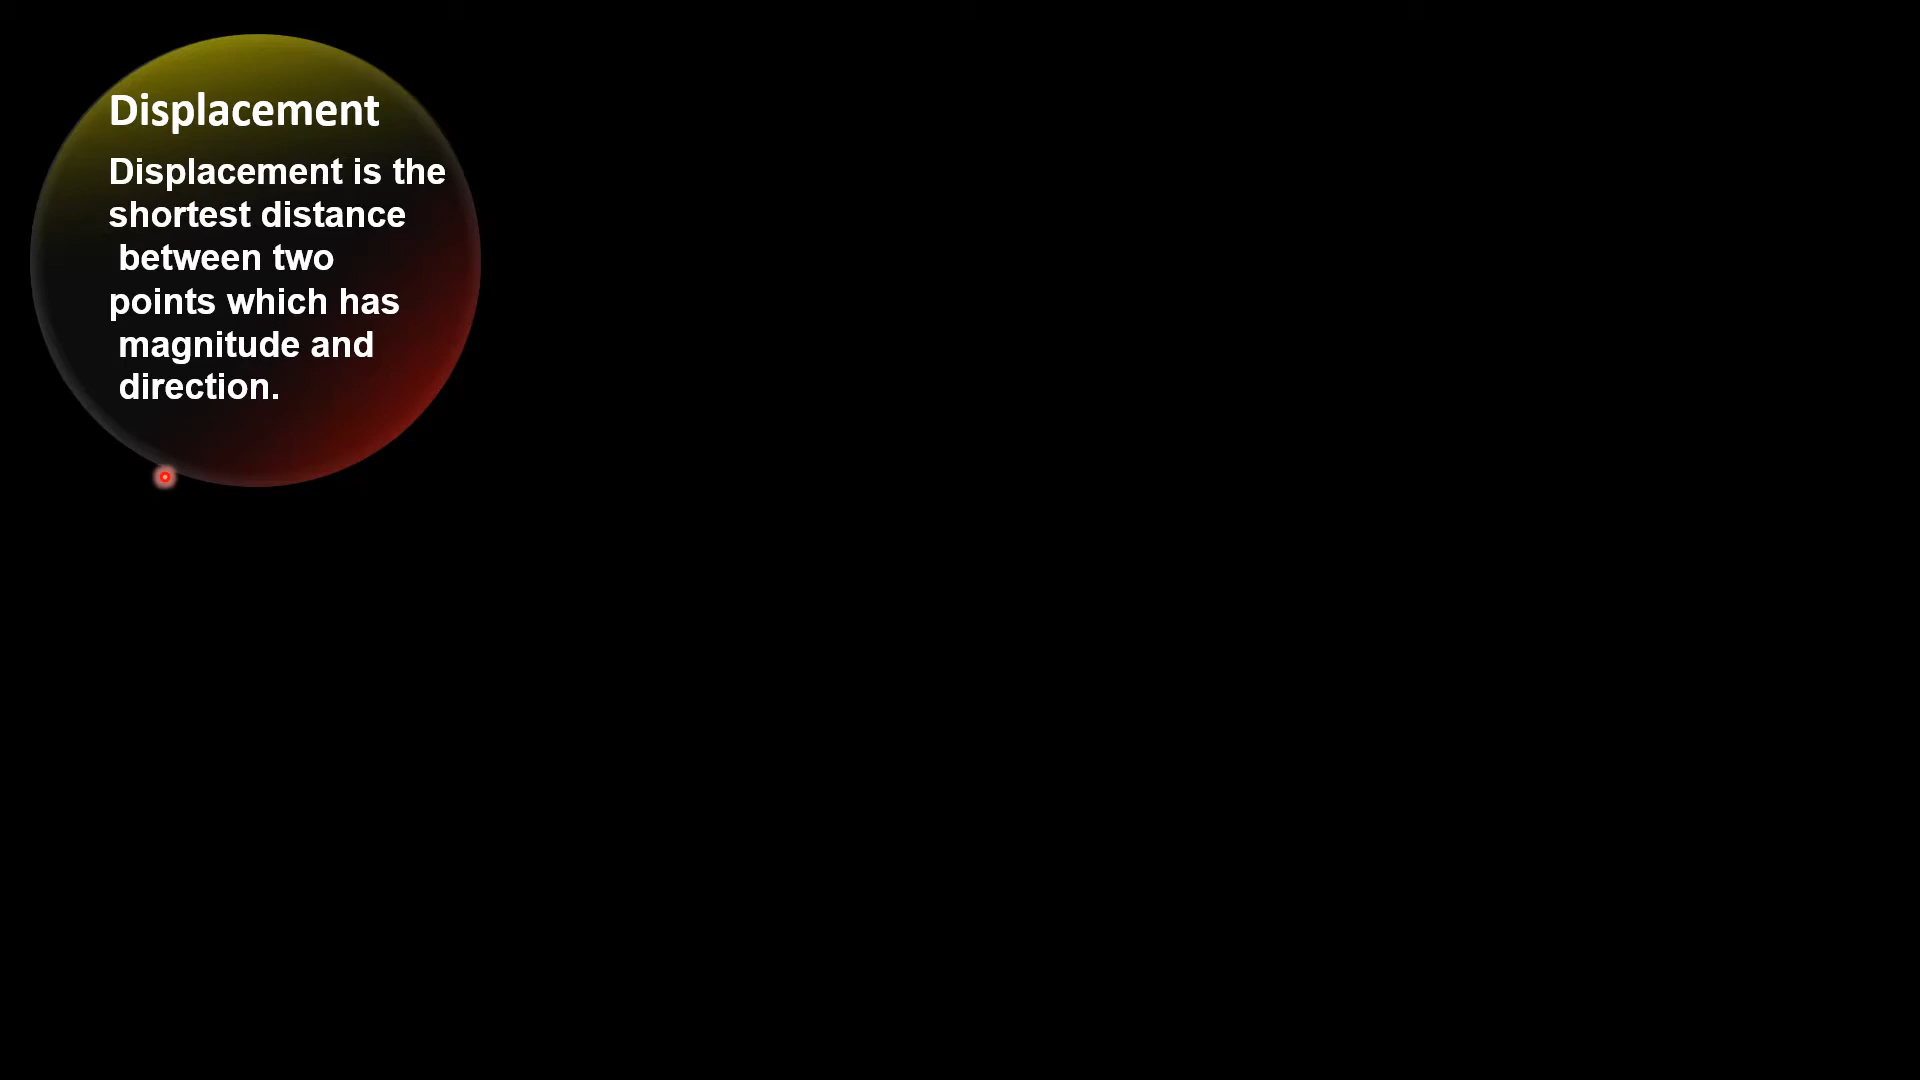 Displacement
Displacement is the
shortest distance
between two
points which has
magnitude and
direction.